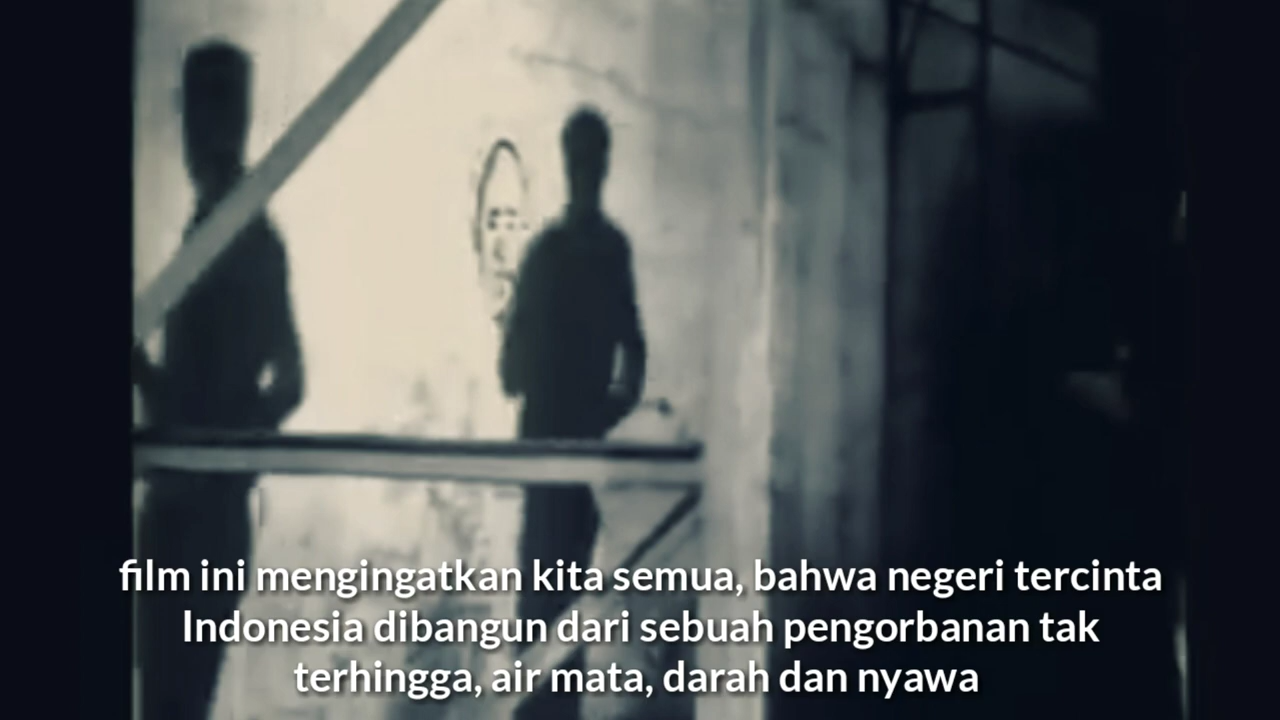 film ini mengingatkan kita semua, bahwa negeri tercinta
Indonesia dibangun dari sebuah pengorbanan tak
terhingga, air mata, darah dan nyawa